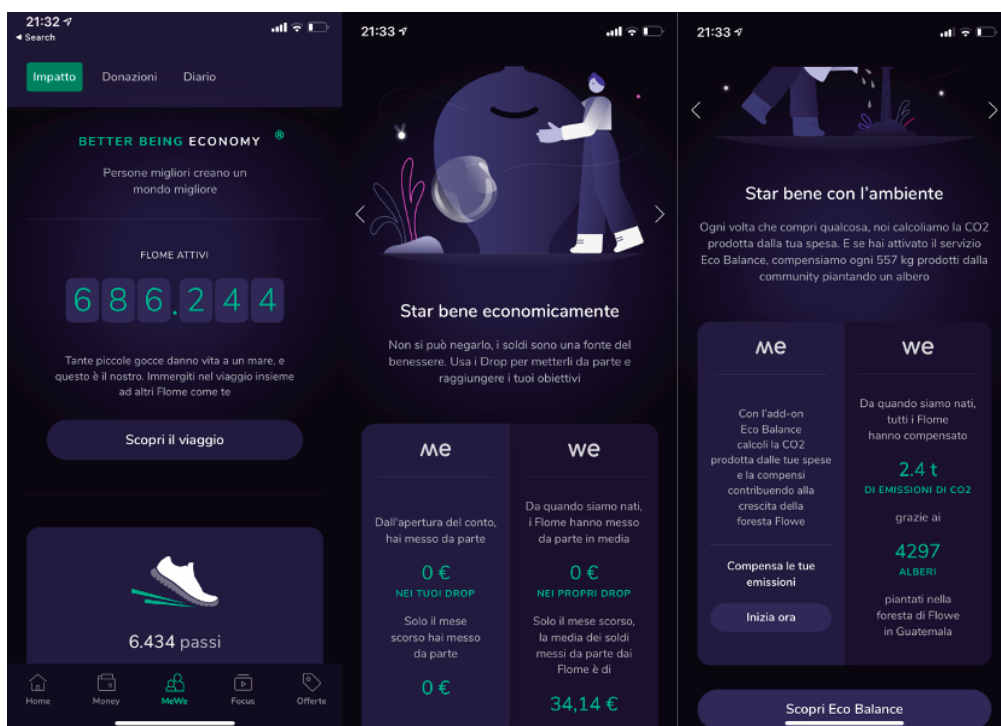 21:32
◀ Search
Impatto Donazioni Diario
BETTER BEING ECONOMY ®
Persone migliori creano un
mondo migliore
FLOME ATTIVI
686.244
Tante piccole gocce danno vita a un mare, e
questo è il nostro. Immergiti nel viaggio insieme
ad altri Flome come te
Scopri il viaggio
6.434 passi
Home Money MeWe Focus Offerte
21:33
Star bene economicamente
Non si può negarlo, i soldi sono una fonte del
benessere. Usa i Drop per metterli da parte e
raggiungere i tuoi obiettivi
me
Dall'apertura del conto,
hai messo da parte
0 €
NEI TUOI DROP
Solo il mese
scorso hai messo
da parte
0 €
we
Da quando siamo nati,
i Flome hanno messo
da parte in media
0 €
NEI PROPRI DROP
Solo il mese scorso,
la media dei soldi
messi da parte dai
Flome è di
34,14 €
21:33
Star bene con l'ambiente
Ogni volta che compri qualcosa, noi calcoliamo la CO2
prodotta dalla tua spesa. E se hai attivato il servizio
Eco Balance, compensiamo ogni 557 kg prodotti dalla
community piantando un albero
me
Con l'add-on
Eco Balance
calcoli la CO2
prodotta dalle tue spese
e la compensi
contribuendo alla
crescita della
foresta Flowe
Compensa le tue
emissioni
Inizia ora
we
Da quando siamo nati,
tutti i Flome
hanno compensato
2.4 t
DI EMISSIONI DI CO2
grazie ai
4297
ALBERI
piantati nella
foresta di Flowe
in Guatemala
Scopri Eco Balance